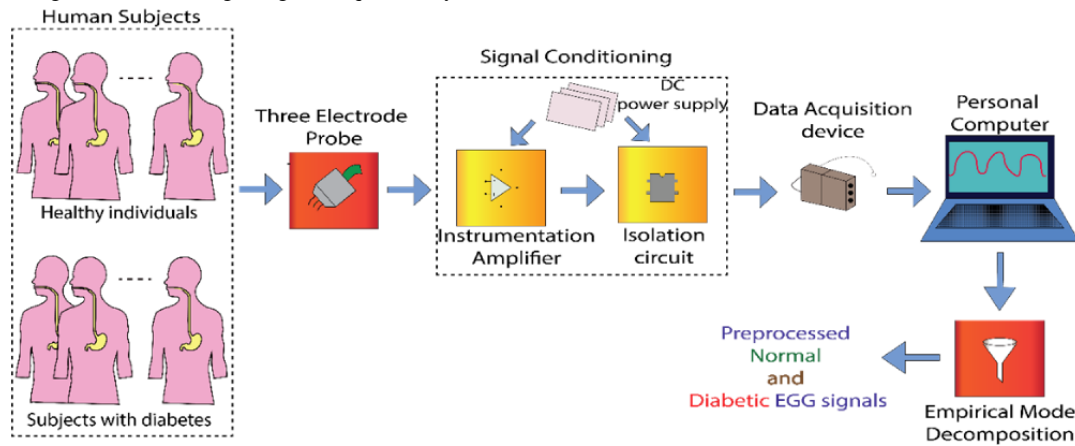 Human Subjects
Healthy individuals
Subjects with diabetes
Three Electrode
Probe
Signal Conditioning
DC
power supply
Instrumentation
Amplifier
Isolation
circuit
Data Acquisition
device
Personal
Computer
Empirical Mode
Decomposition
Preprocessed
Normal
and
Diabetic EGG signals